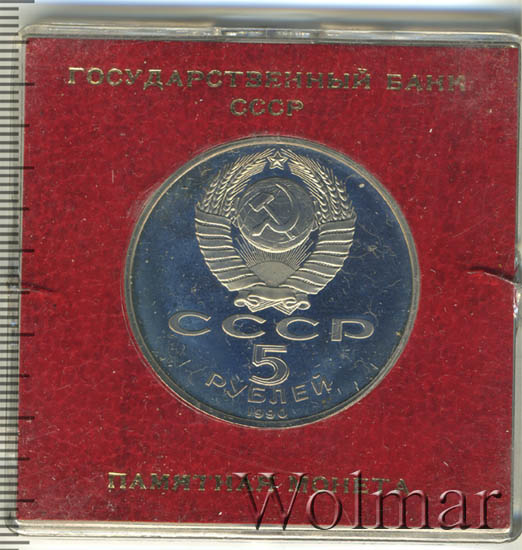 ГОСУДАРСТВЕННЫЙ БАНК
СССР
СССР
5
РУБЛЕЙ
1990
ПАМЯТНАЯ МОНЕТА
Wolmar